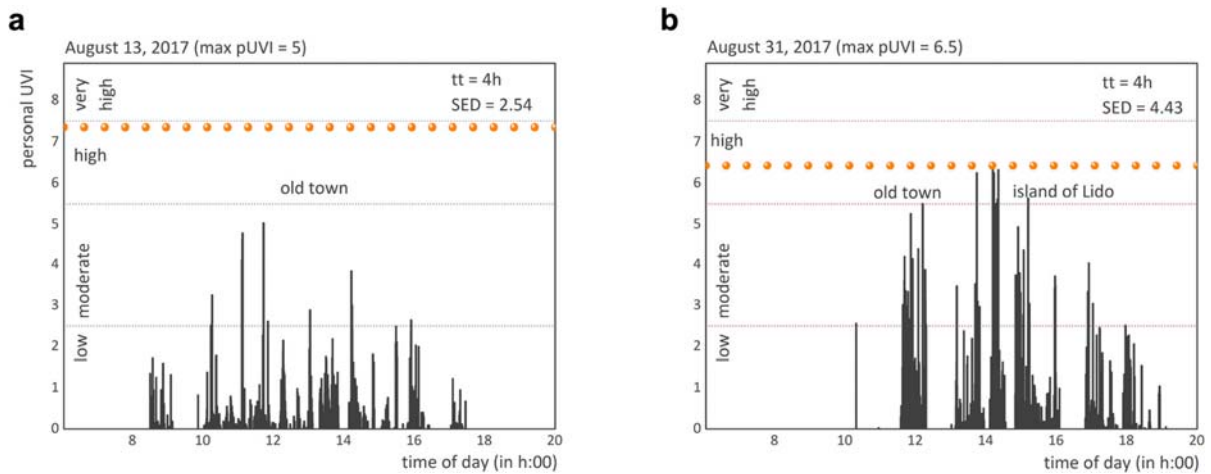 a
August 13, 2017 (max pUVI = 5)
personal UVI
8
7
6
5
4
3
2
1
0
very high
high
moderate
low
tt = 4h
SED = 2.54
old town
8
10
12
14
16
18
20
time of day (in h:00)
b
August 31, 2017 (max pUVI = 6.5)
8
7
6
5
4
3
2
1
0
very high
high
moderate
low
tt = 4h
SED = 4.43
old town
island of Lido
8
10
12
14
16
18
20
time of day (in h:00)